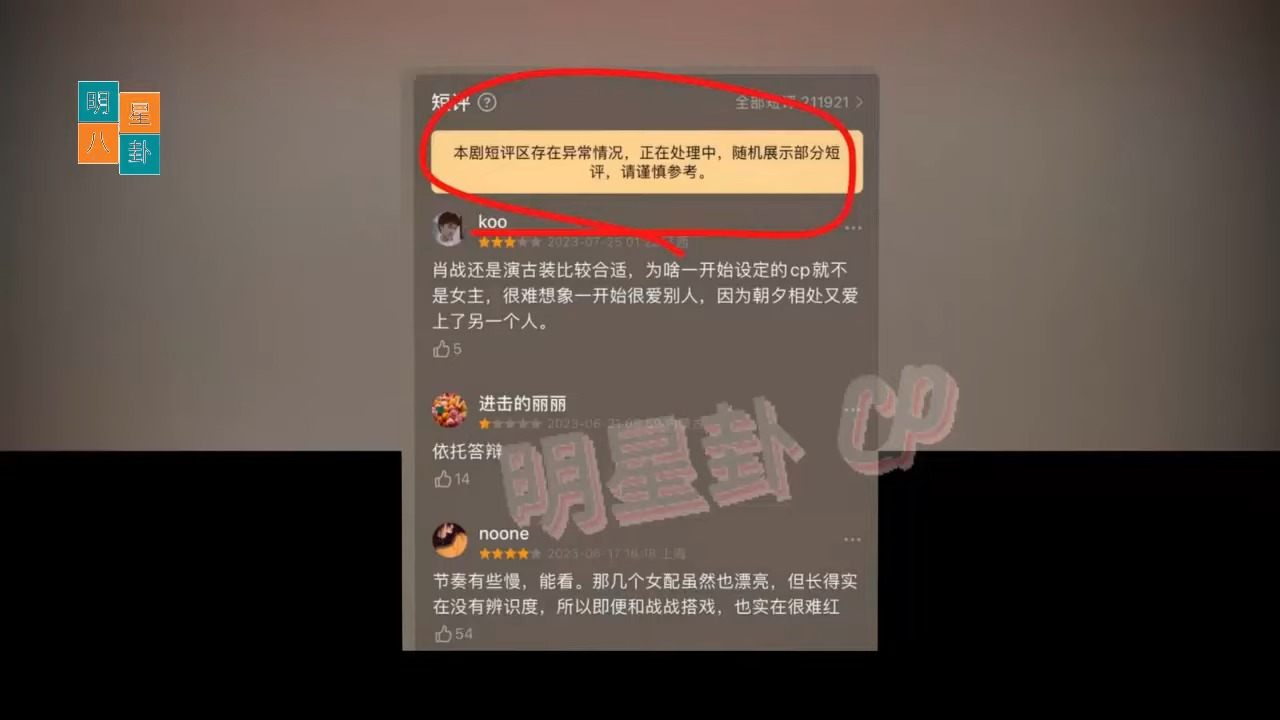 明星
八卦
短评 ?
全部短评 211921 >
本剧短评区存在异常情况，正在处理中，随机展示部分短
评，请谨慎参考。
koo
2023-07-25 01:22
肖战还是演古装比较合适，为啥一开始设定的cp就不
是女主，很难想象一开始很爱别人，因为朝夕相处又爱
上了另一个人。
5
进击的丽丽
2023-06-21
依托答辩
14
noone
2023-06-17 16:18 上海
节奏有些慢，能看。那几个女配虽然也漂亮，但长得实
在没有辨识度，所以即便和战战搭戏，也实在很难红
54
明星卦 CP